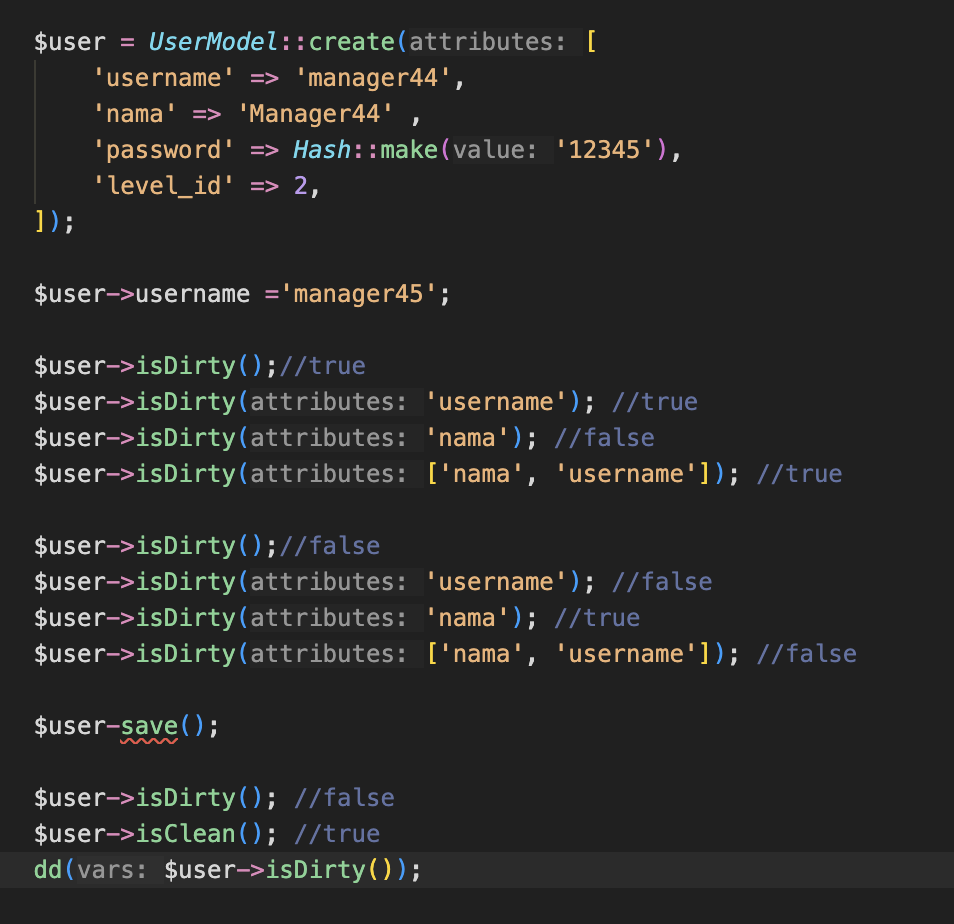 $user = UserModel::create(attributes: [
    'username' => 'manager44',
    'nama' => 'Manager44' ,
    'password' => Hash::make(value: '12345'),
    'level_id' => 2,
]);

$user->username ='manager45';

$user->isDirty();//true
$user->isDirty(attributes: 'username'); //true
$user->isDirty(attributes: 'nama'); //false
$user->isDirty(attributes: ['nama', 'username']); //true

$user->isDirty();//false
$user->isDirty(attributes: 'username'); //false
$user->isDirty(attributes: 'nama'); //true
$user->isDirty(attributes: ['nama', 'username']); //false

$user-save();

$user->isDirty(); //false
$user->isClean(); //true
dd(vars: $user->isDirty());